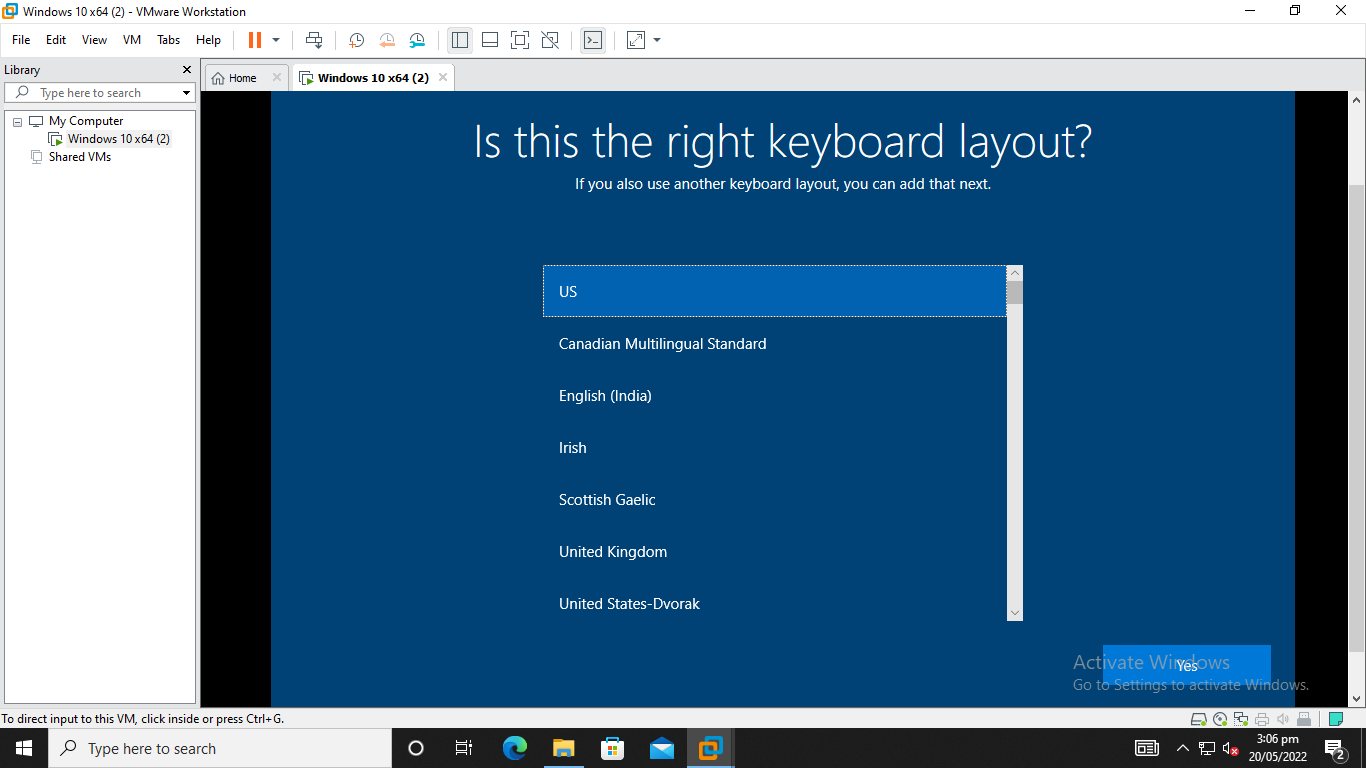 Windows 10 x64 (2) - VMware Workstation
File Edit View VM Tabs Help
Library
Type here to search
My Computer
Windows 10 x64 (2)
Shared VMs
Home
Windows 10 x64 (2)
Is this the right keyboard layout?
If you also use another keyboard layout, you can add that next.
US
Canadian Multilingual Standard
English (India)
Irish
Scottish Gaelic
United Kingdom
United States-Dvorak
Yes
Activate Windows
Go to Settings to activate Windows.
To direct input to this VM, click inside or press Ctrl+G.
Type here to search
3:06 pm
20/05/2022
2